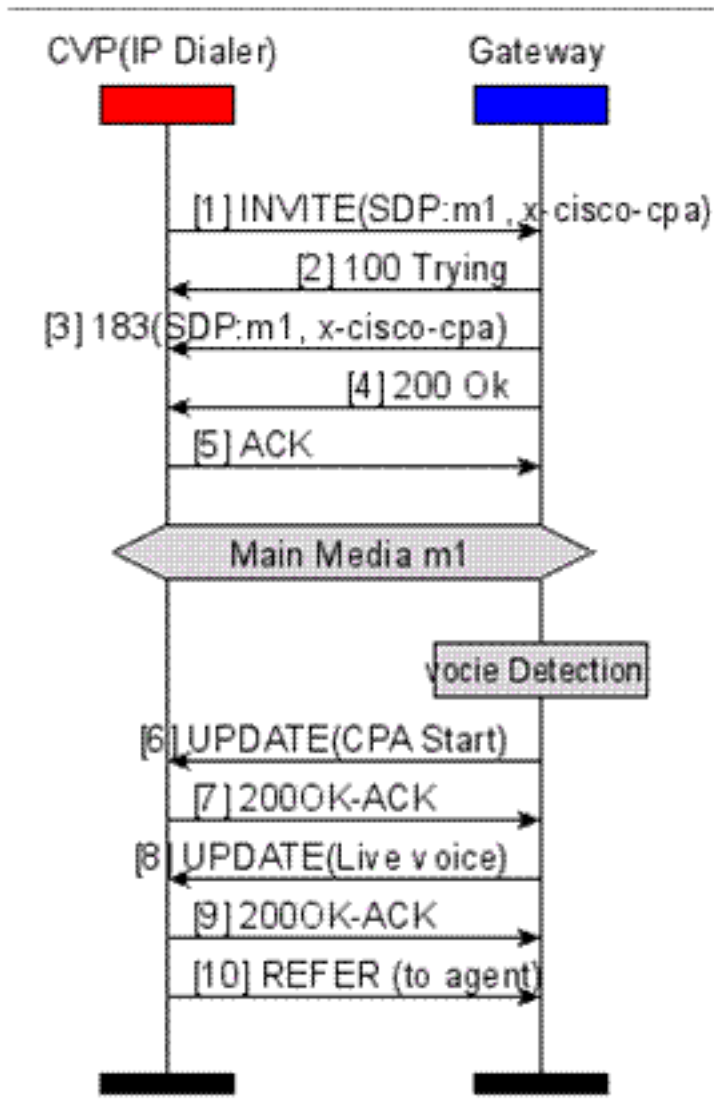 CVP(IP Dialer)
Gateway
[1] INVITE(SDP:m1, x-cisco-cpa)
[2] 100 Trying
[3] 183(SDP:m1, x-cisco-cpa)
[4] 200 Ok
[5] ACK
Main Media m1
vocie Detection
[6] UPDATE(CPA Start)
[7] 200OK-ACK
[8] UPDATE(Live voice)
[9] 200OK-ACK
[10] REFER (to agent)